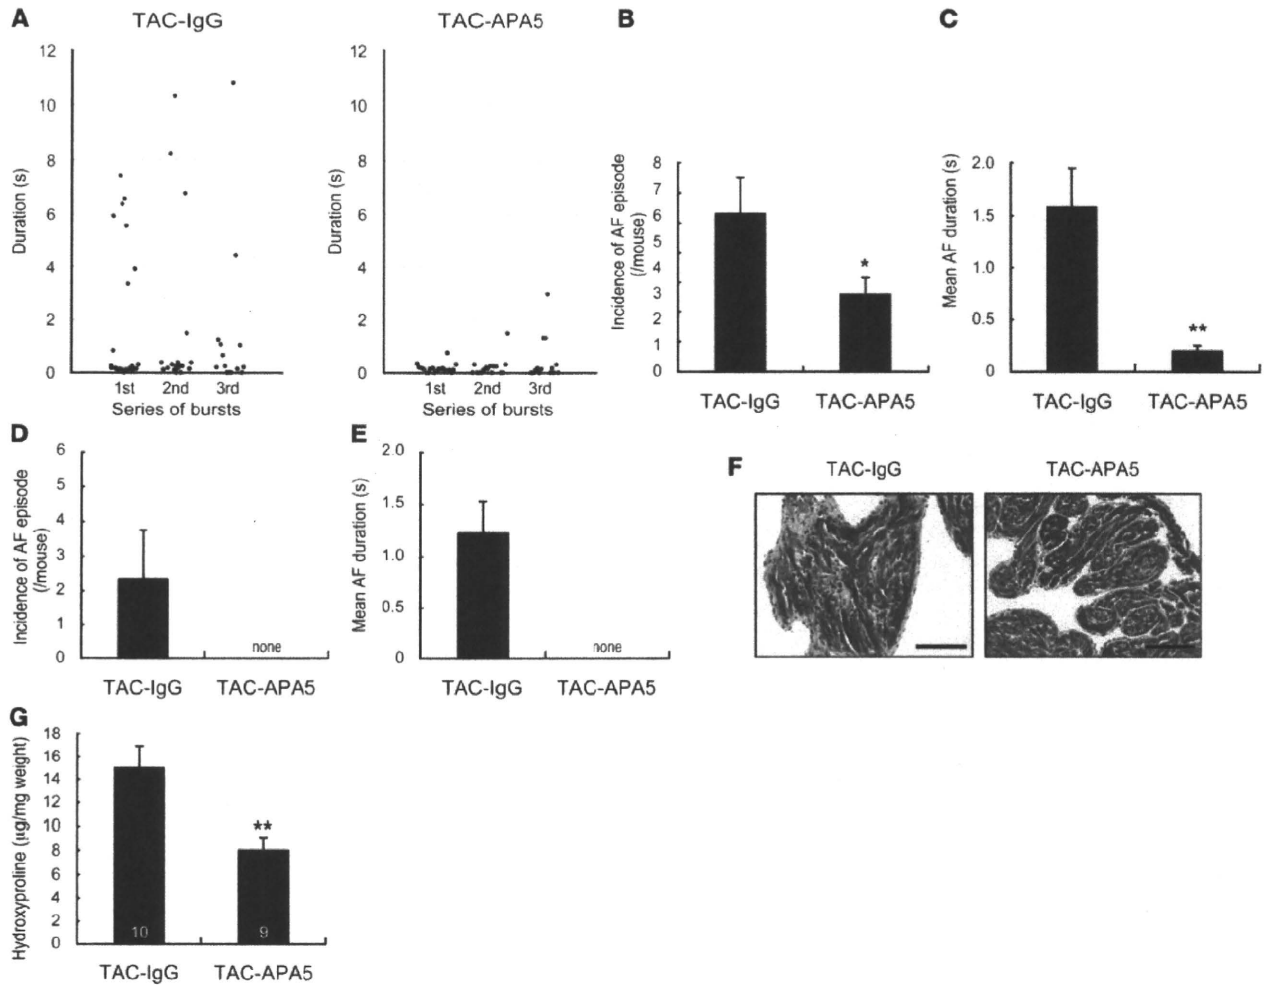 A
TAC-IgG
TAC-APA5
12
10
8
6
4
2
0
Duration (s)
1st 2nd 3rd
Series of bursts
12
10
8
6
4
2
0
Duration (s)
1st 2nd 3rd
Series of bursts
B
8
7
6
5
4
3
2
1
0
Incidence of AF episode
(/mouse)
*
TAC-IgG TAC-APA5
C
2.0
1.5
1.0
0.5
0
Mean AF duration (s)
**
TAC-IgG TAC-APA5
D
6
5
4
3
2
1
0
Incidence of AF episode
(/mouse)
none
TAC-IgG TAC-APA5
E
2.0
1.5
1.0
0.5
0
Mean AF duration (s)
none
TAC-IgG TAC-APA5
F
TAC-IgG TAC-APA5
G
18
16
14
12
10
8
6
4
2
0
Hydroxyproline (µg/mg weight)
**
10 9
TAC-IgG TAC-APA5